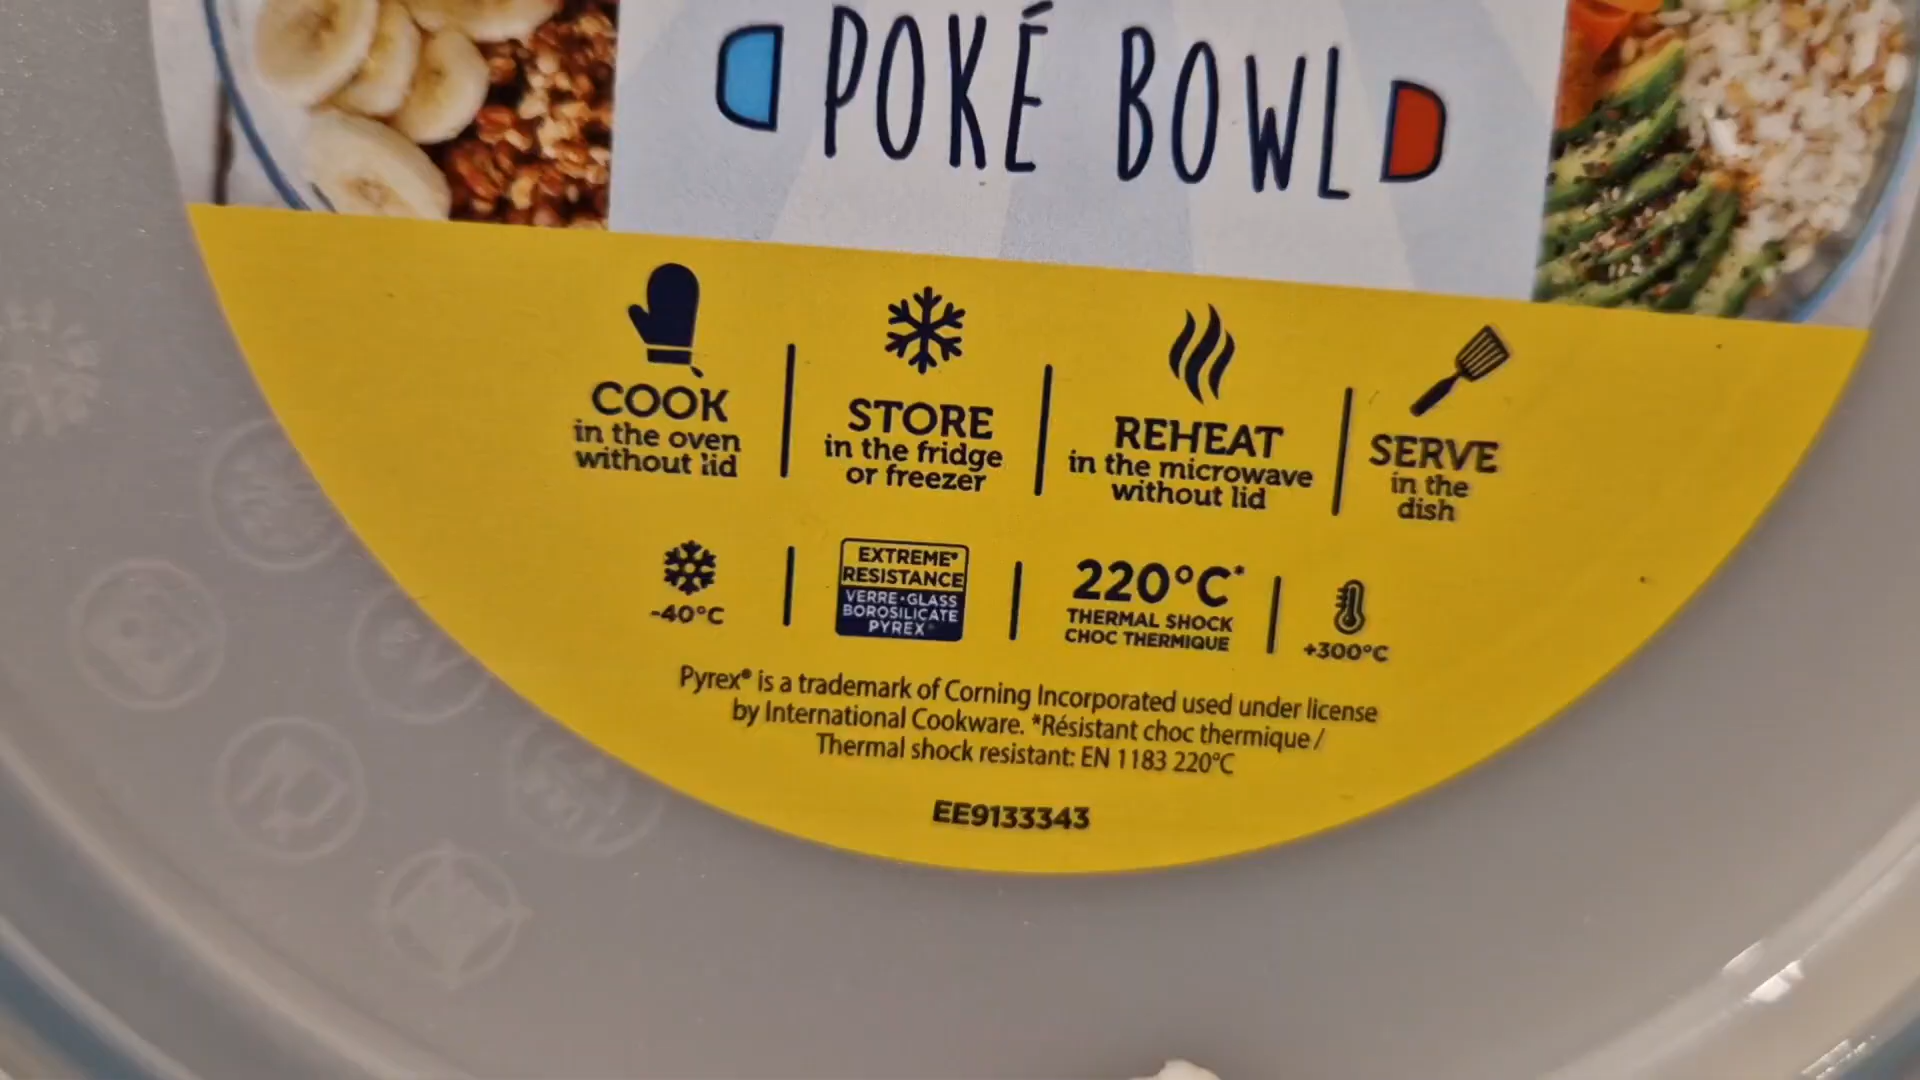 POKÉ BOWL
COOK
in the oven
without lid
STORE
in the fridge
or freezer
REHEAT
in the microwave
without lid
SERVE
in the
dish
-40°C
EXTREME®
RESISTANCE
VERRE•GLASS
BOROSILICATE
PYREX®
220°C*
THERMAL SHOCK
CHOC THERMIQUE
+300°C
Pyrex® is a trademark of Corning Incorporated used under license
by International Cookware. *Résistant choc thermique /
Thermal shock resistant: EN 1183 220°C
EE9133343